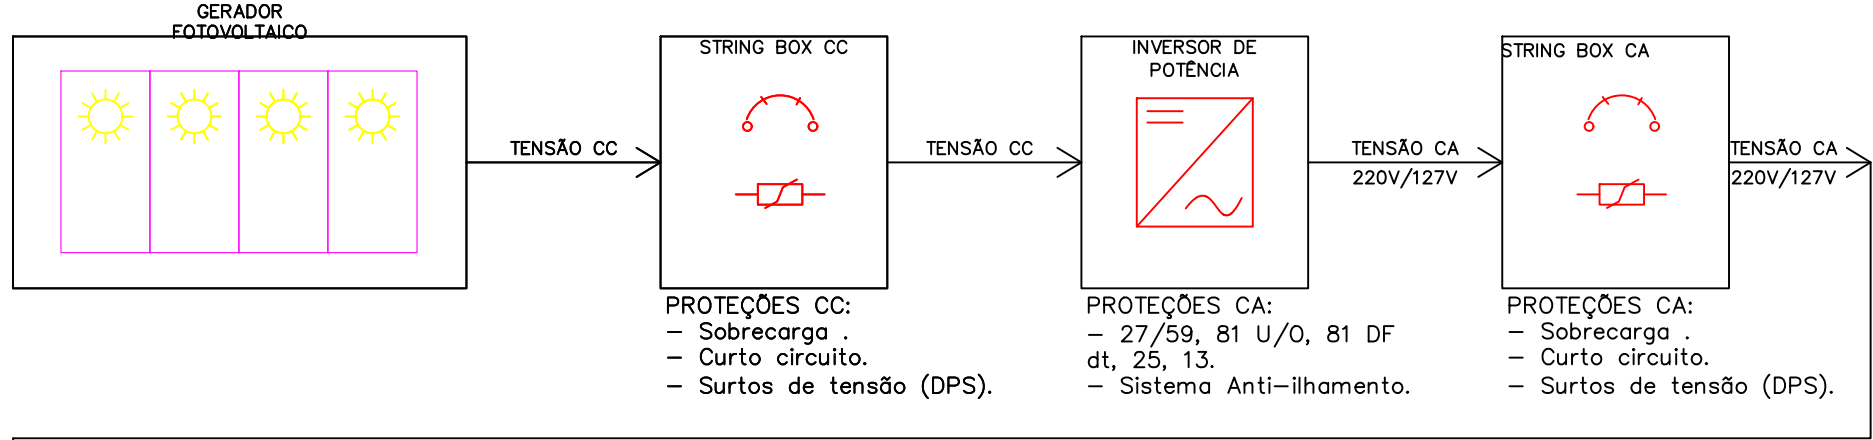 GERADOR
FOTOVOLTAICO
TENSÃO CC
STRING BOX CC
PROTEÇÕES CC:
– Sobrecarga .
– Curto circuito.
– Surtos de tensão (DPS).
TENSÃO CC
INVERSOR DE
POTÊNCIA
PROTEÇÕES CA:
– 27/59, 81 U/O, 81 DF
dt, 25, 13.
– Sistema Anti–ilhamento.
TENSÃO CA
220V/127V
STRING BOX CA
PROTEÇÕES CA:
– Sobrecarga .
– Curto circuito.
– Surtos de tensão (DPS).
TENSÃO CA
220V/127V